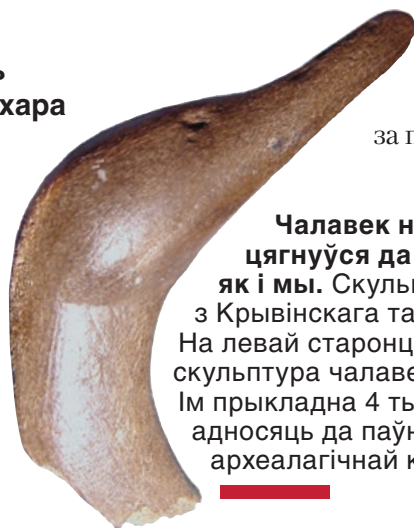 ь
хара
за п
Чалавек н
цягнуўся да
як і мы. Скуль
з Крывінскага та
На левай старонц
скульптура чалаве
Ім прыкладна 4 ты
адносяць да паўн
археалагічнай к